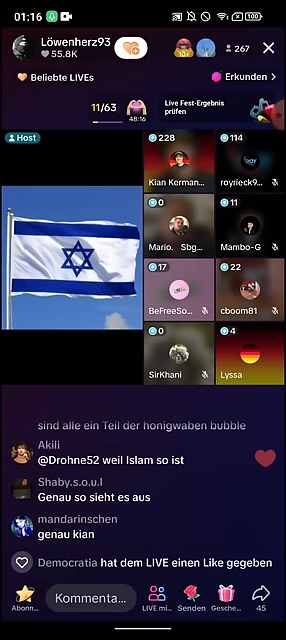 01:16
100
Löwenherz93
55.8K
10+
267
Beliebte LIVEs
Erkunden >
11/63
48:16
Live Fest-Ergebnis
prüfen
Host
228
Kian Kerman...
114
ROY
royrieck9...
0
Mario. Sbg...
11
Mambo-G
17
BeFreeSo...
22
cboom81
0
SirKhani
4
Lyssa
sind alle ein Teil der honigwaben bubble
Akili
@Drohne52 weil Islam so ist
Shaby.s.o.u.l
Genau so sieht es aus
mandarinschen
genau kian
Democratia hat dem LIVE einen Like gegeben
Kommenta...
Abonn...
LIVE mi...
Senden
Gesche...
45